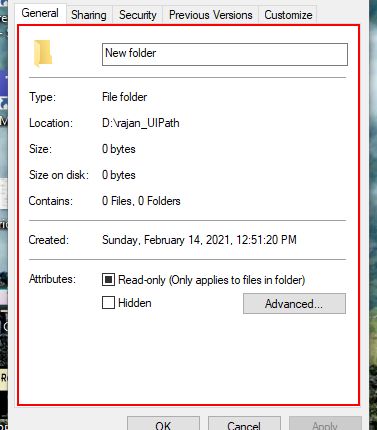 General Sharing Security Previous Versions Customize
New folder
Type: File folder
Location: D:\rajan_UIPath
Size: 0 bytes
Size on disk: 0 bytes
Contains: 0 Files, 0 Folders
Created: Sunday, February 14, 2021, 12:51:20 PM
Attributes: Read-only (Only applies to files in folder)
Hidden Advanced...
OK Cancel Apply